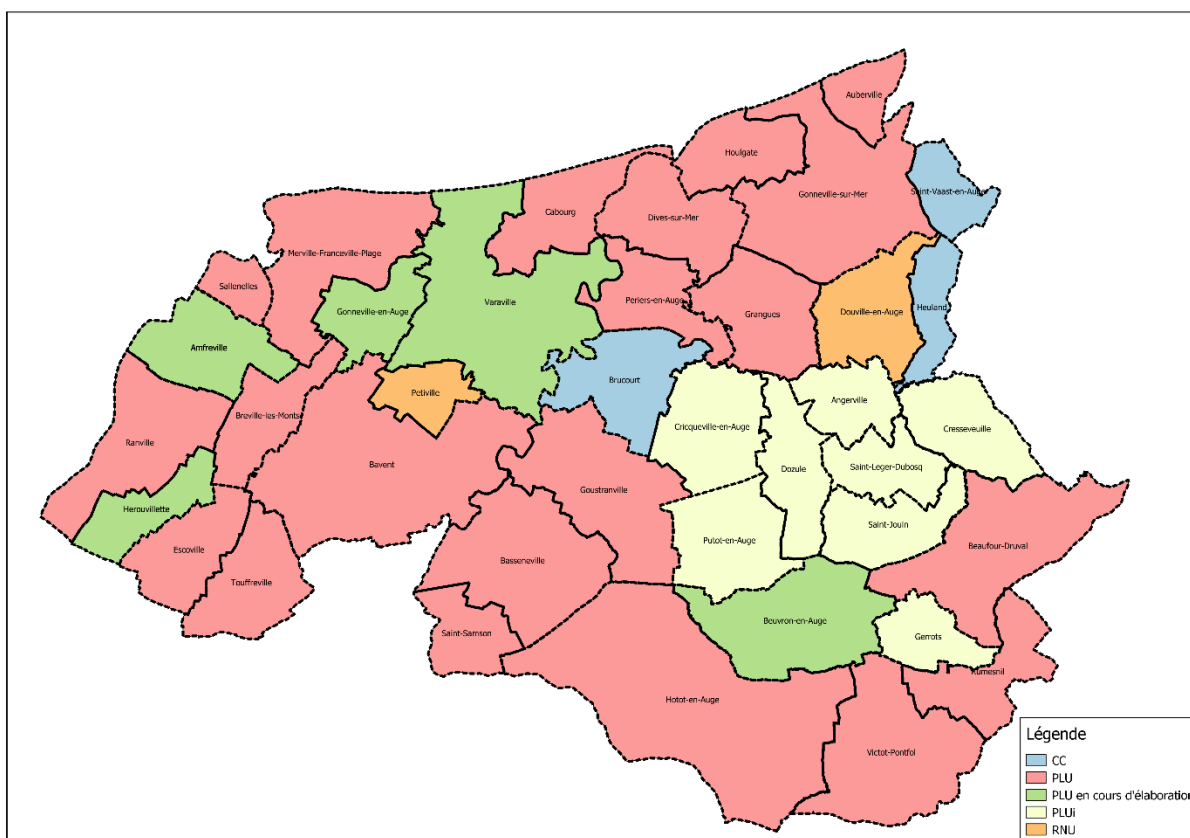 Auberville
Houlgate
Saint-Vaast-en-Auge
Gonneville-sur-Mer
Cabourg
Dives-sur-Mer
Merville-Franceville-Plage
Sallenelles
Periers-en-Auge
Varaville
Heuland
Gonneville-en-Auge
Grangues
Douville-en-Auge
Amfreville
Brucourt
Petiville
Angerville
Breville-les-Monts
Cricqueville-en-Auge
Cresseveuille
Ranville
Bavent
Dozule
Saint-Leger-Dubosq
Goustranville
Herouvillette
Saint-Jouin
Putot-en-Auge
Beaufour-Druval
Escoville
Basseneville
Touffreville
Beuvron-en-Auge
Saint-Samson
Gerrots
Rumesnil
Hotot-en-Auge
Victot-Pontfol
Légende
CC
PLU
PLU en cours d'élaboration
PLUi
RNU